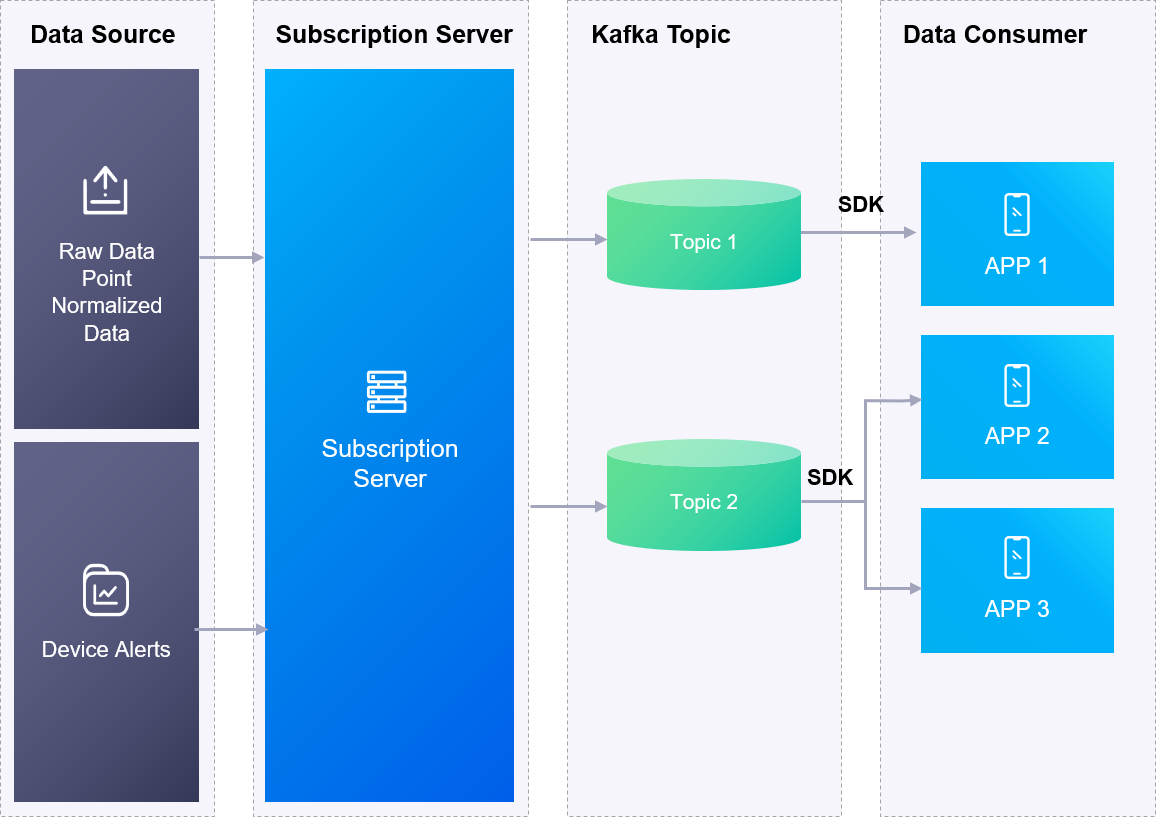 Data Source
Subscription Server
Kafka Topic
Data Consumer
Raw Data
Point
Normalized
Data
Device Alerts
Subscription
Server
Topic 1
Topic 2
SDK
SDK
APP 1
APP 2
APP 3